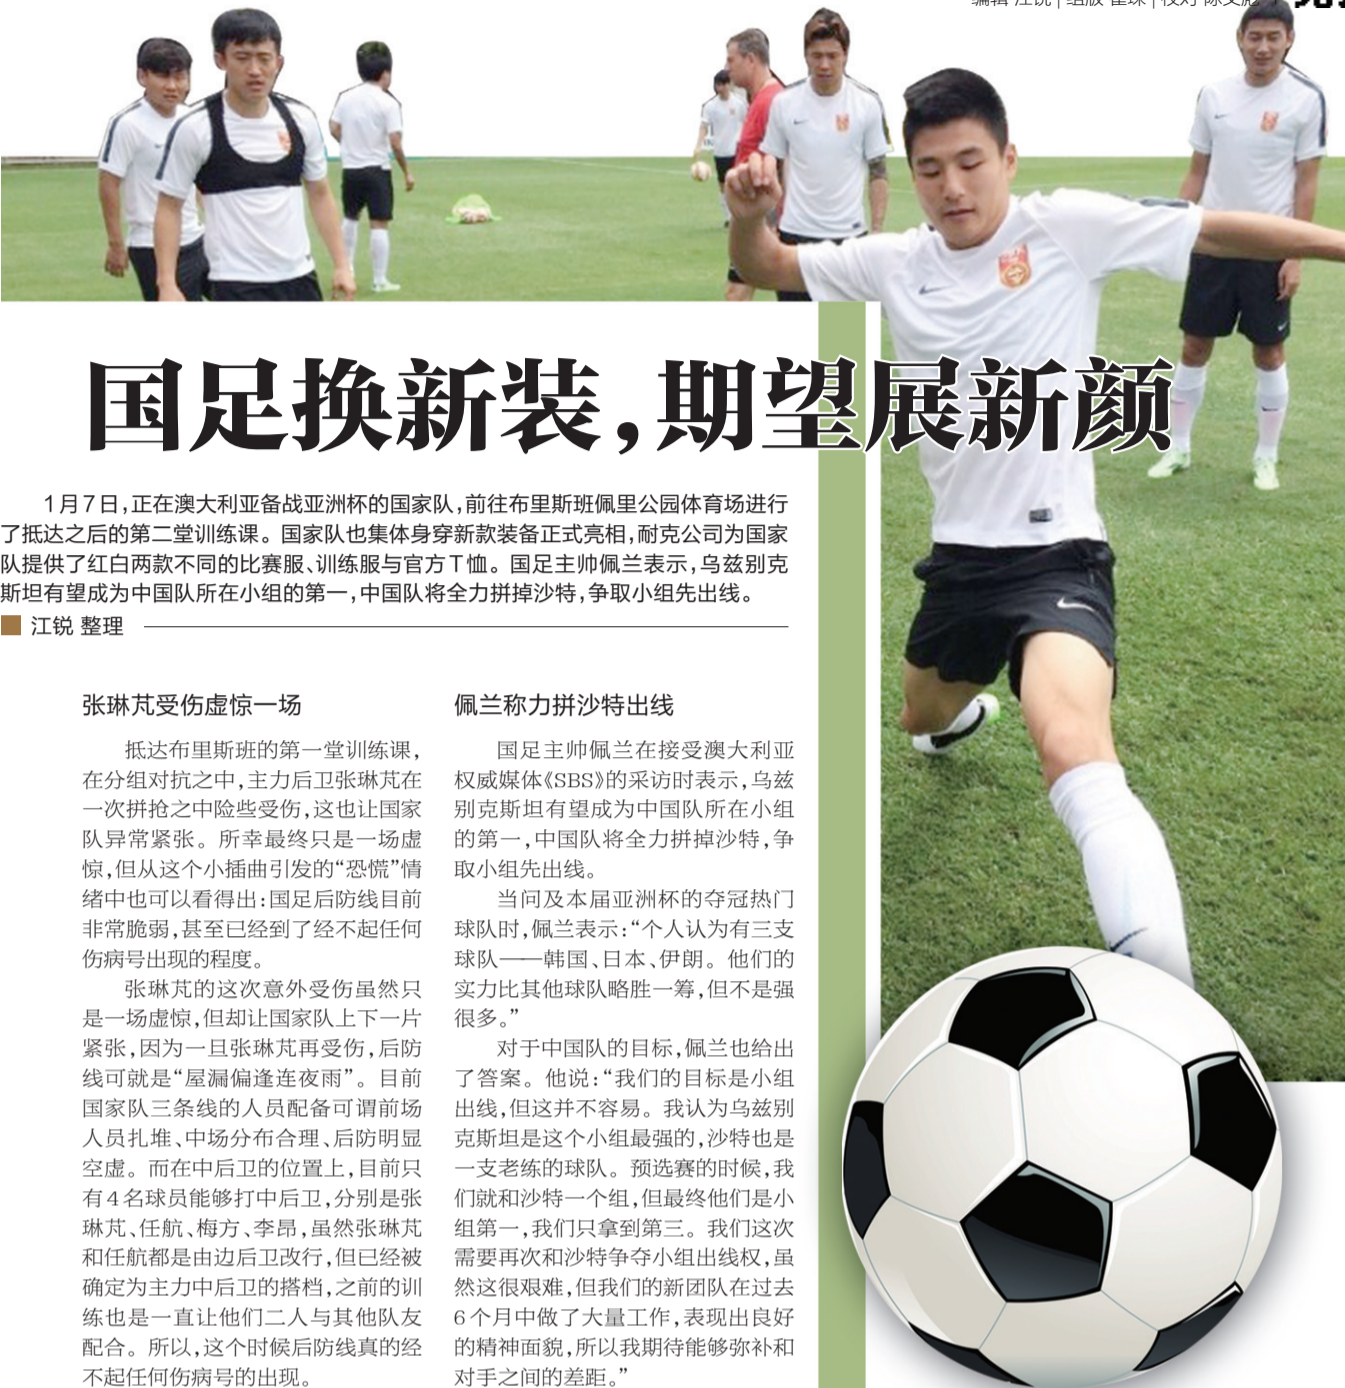 编辑 江锐 | 组版 崔琛 | 校对 陈文彪
国足换新装,期望展新颜
1月7日,正在澳大利亚备战亚洲杯的国家队,前往布里斯班佩里公园体育场进行
了抵达之后的第二堂训练课。国家队也集体身穿新款装备正式亮相,耐克公司为国家
队提供了红白两款不同的比赛服、训练服与官方T恤。国足主帅佩兰表示,乌兹别克
斯坦有望成为中国队所在小组的第一,中国队将全力拼掉沙特,争取小组先出线。
江锐 整理
张琳芃受伤虚惊一场
抵达布里斯班的第一堂训练课,
在分组对抗之中,主力后卫张琳芃在
一次拼抢之中险些受伤,这也让国家
队异常紧张。所幸最终只是一场虚
惊,但从这个小插曲引发的“恐慌”情
绪中也可以看得出:国足后防线目前
非常脆弱,甚至已经到了经不起任何
伤病号出现的程度。
张琳芃的这次意外受伤虽然只
是一场虚惊,但却让国家队上下一片
紧张,因为一旦张琳芃再受伤,后防
线可就是“屋漏偏逢连夜雨”。目前
国家队三条线的人员配备可谓前场
人员扎堆、中场分布合理、后防明显
空虚。而在中后卫的位置上,目前只
有4名球员能够打中后卫,分别是张
琳芃、任航、梅方、李昂,虽然张琳芃
和任航都是由边后卫改行,但已经被
确定为主力中后卫的搭档,之前的训
练也是一直让他们二人与其他队友
配合。所以,这个时候后防线真的经
不起任何伤病号的出现。
佩兰称力拼沙特出线
国足主帅佩兰在接受澳大利亚
权威媒体《SBS》的采访时表示,乌兹
别克斯坦有望成为中国队所在小组
的第一,中国队将全力拼掉沙特,争
取小组先出线。
当问及本届亚洲杯的夺冠热门
球队时,佩兰表示:“个人认为有三支
球队——韩国、日本、伊朗。他们的
实力比其他球队略胜一筹,但不是强
很多。”
对于中国队的目标,佩兰也给出
了答案。他说:“我们的目标是小组
出线,但这并不容易。我认为乌兹别
克斯坦是这个小组最强的,沙特也是
一支老练的球队。预选赛的时候,我
们就和沙特一个组,但最终他们是小
组第一,我们只拿到第三。我们这次
需要再次和沙特争夺小组出线权,虽
然这很艰难,但我们的新团队在过去
6个月中做了大量工作,表现出良好
的精神面貌,所以我期待能够弥补和
对手之间的差距。”